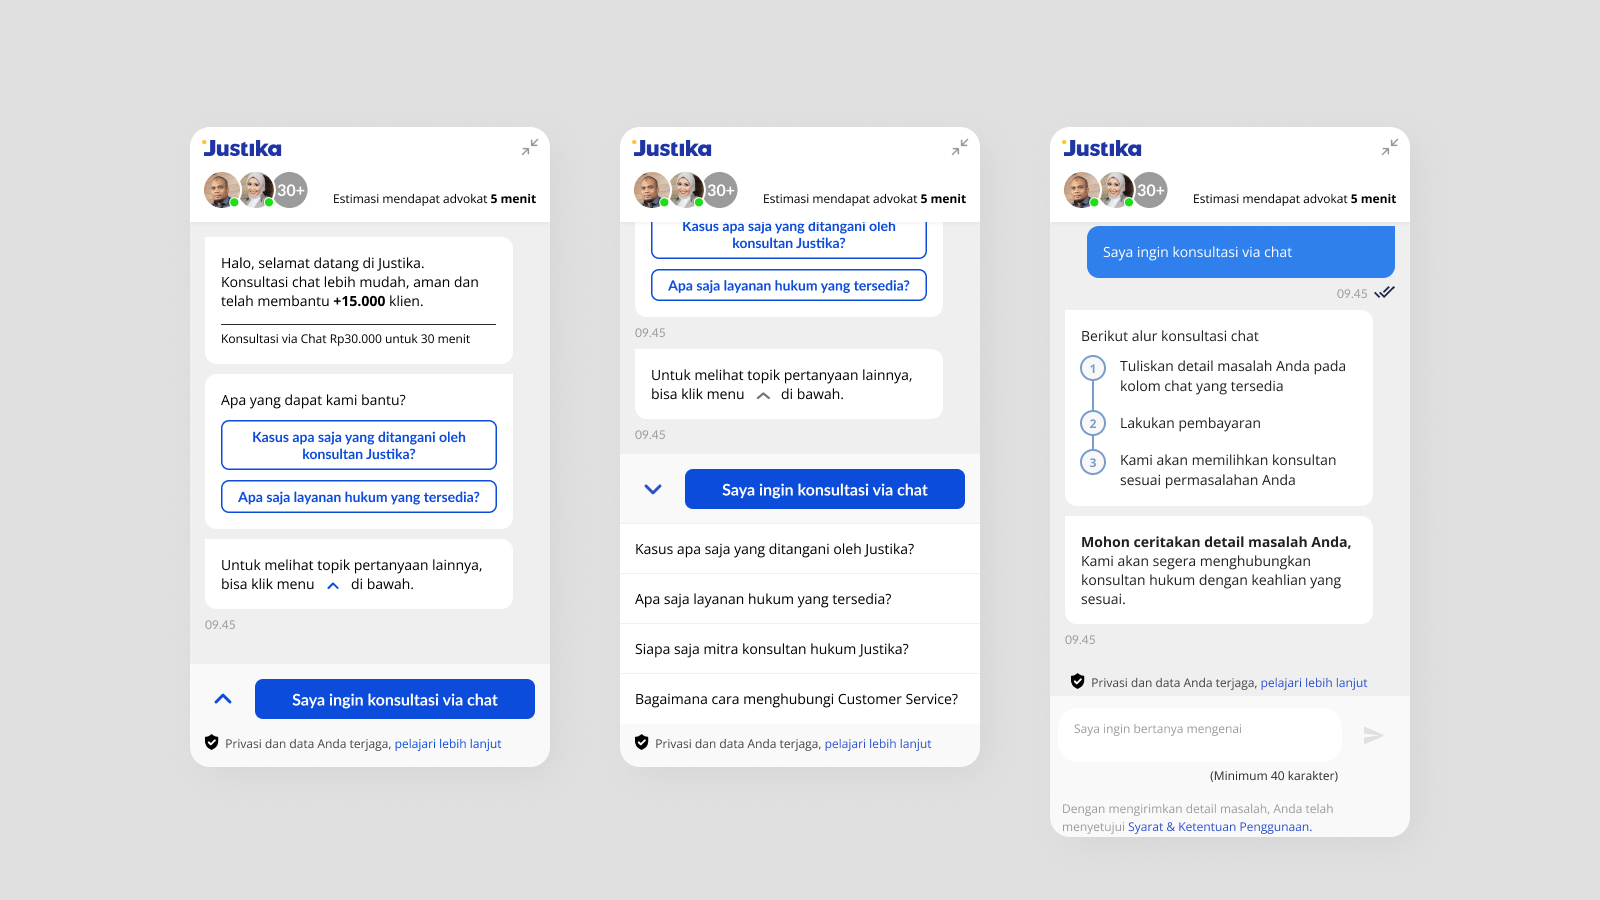 Justika
30+
Estimasi mendapat advokat 5 menit
Halo, selamat datang di Justika.
Konsultasi chat lebih mudah, aman dan
telah membantu +15.000 klien.
Konsultasi via Chat Rp30.000 untuk 30 menit
Apa yang dapat kami bantu?
Kasus apa saja yang ditangani oleh
konsultan Justika?
Apa saja layanan hukum yang tersedia?
Untuk melihat topik pertanyaan lainnya,
bisa klik menu di bawah.
09.45
Saya ingin konsultasi via chat
Privasi dan data Anda terjaga, pelajari lebih lanjut
Justika
30+
Estimasi mendapat advokat 5 menit
Kasus apa saja yang ditangani oleh
konsultan Justika?
Apa saja layanan hukum yang tersedia?
09.45
Untuk melihat topik pertanyaan lainnya,
bisa klik menu di bawah.
09.45
Saya ingin konsultasi via chat
Kasus apa saja yang ditangani oleh Justika?
Apa saja layanan hukum yang tersedia?
Siapa saja mitra konsultan hukum Justika?
Bagaimana cara menghubungi Customer Service?
Privasi dan data Anda terjaga, pelajari lebih lanjut
Justika
30+
Estimasi mendapat advokat 5 menit
Saya ingin konsultasi via chat
09.45
Berikut alur konsultasi chat
1 Tuliskan detail masalah Anda pada
kolom chat yang tersedia
2 Lakukan pembayaran
3 Kami akan memilihkan konsultan
sesuai permasalahan Anda
Mohon ceritakan detail masalah Anda,
Kami akan segera menghubungkan
konsultan hukum dengan keahlian yang
sesuai.
09.45
Privasi dan data Anda terjaga, pelajari lebih lanjut
Saya ingin bertanya mengenai
(Minimum 40 karakter)
Dengan mengirimkan detail masalah, Anda telah
menyetujui Syarat & Ketentuan Penggunaan.